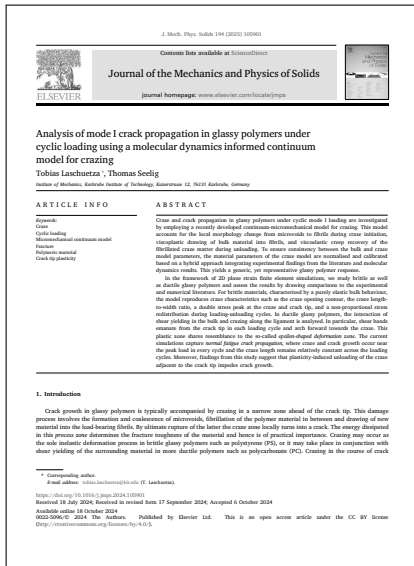 J. Mech. Phys. Solids 194 (2025) 105901
Contents lists available at ScienceDirect
Journal of the Mechanics and Physics of Solids
journal homepage: www.elsevier.com/locate/jmps
ELSEVIER
Analysis of mode I crack propagation in glassy polymers under
cyclic loading using a molecular dynamics informed continuum
model for crazing
Tobias Laschuetza *, Thomas Seelig
Institute of Mechanics, Karlsruhe Institute of Technology, Kaiserstrasse 12, 76131 Karlsruhe, Germany
ARTICLE INFO
Keywords:
Craze
Cyclic loading
Micromechanical continuum model
Fracture
Polymeric material
Crack tip plasticity
ABSTRACT
Craze and crack propagation in glassy polymers under cyclic mode I loading are investigated
by employing a recently developed continuum-micromechanical model for crazing. This model
accounts for the local morphology change from microvoids to fibrils during craze initiation,
viscoplastic drawing of bulk material into fibrils, and viscoelastic creep recovery of the
fibrillated craze matter during unloading. To ensure consistency between the bulk and craze
model parameters, the material parameters of the craze model are normalized and calibrated
based on a hybrid approach integrating experimental findings from the literature and molecular
dynamics results. This yields a generic, yet representative glassy polymer response.
In the framework of 2D plane strain finite element simulations, we study brittle as well
as ductile glassy polymers and assess the results by drawing comparisons to the experimental
and numerical literature. For brittle materials, characterised by a purely elastic bulk behaviour,
the model reproduces craze characteristics such as the craze opening contour, the craze length-
to-width ratio, a double stress peak at the craze and crack tip, and a non-proportional stress
redistribution during loading-unloading cycles. In ductile glassy polymers, the interaction of
shear yielding in the bulk and crazing along the ligament is analysed. In particular, shear bands
emanate from the crack tip in each loading cycle and arch forward towards the craze. This
plastic zone shares resemblance to the so-called epsilon-shaped deformation zone. The current
simulations capture normal fatigue crack propagation, where craze and crack growth occur near
the peak load in every cycle and the craze length remains relatively constant across the loading
cycles. Moreover, findings from this study suggest that plasticity-induced unloading of the craze
adjacent to the crack tip impedes crack growth.
1. Introduction
Crack growth in glassy polymers is typically accompanied by crazing in a narrow zone ahead of the crack tip. This damage
process involves the formation and coalescence of microvoids, fibrillation of the polymer material in between and drawing of new
material into the load-bearing fibrils. By ultimate rupture of the latter the craze zone locally turns into a crack. The energy dissipated
in this process zone determines the fracture toughness of the material and hence is of practical importance. Crazing may occur as
the sole inelastic deformation process in brittle glassy polymers such as polystyrene (PS), or it may take place in conjunction with
shear yielding of the surrounding material in more ductile polymers such as polycarbonate (PC). Crazing in the course of crack
* Corresponding author.
E-mail address: tobias.laschuetza@kit.edu (T. Laschuetza).
https://doi.org/10.1016/j.jmps.2024.105901
Received 18 July 2024; Received in revised form 17 September 2024; Accepted 6 October 2024
Available online 18 October 2024
0022-5096/© 2024 The Authors. Published by Elsevier Ltd. This is an open access article under the CC BY license
(http://creativecommons.org/licenses/by/4.0/).